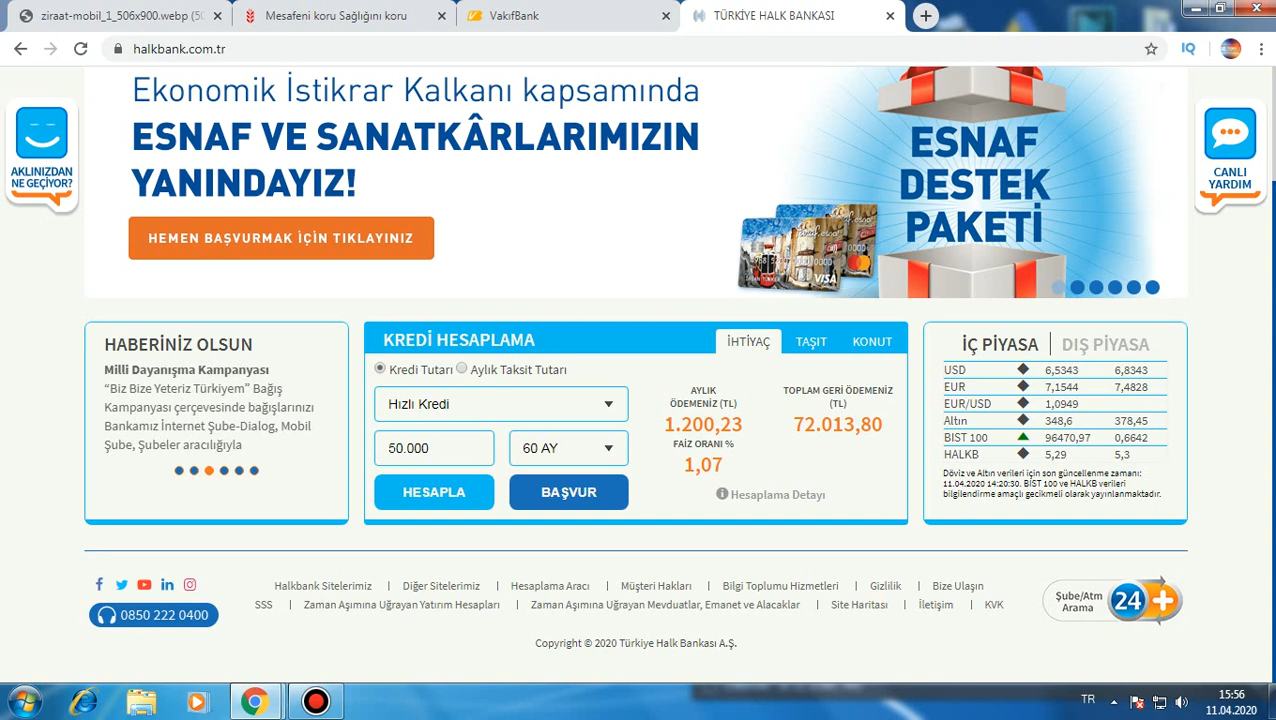 ziraat-mobil_1_506x900.webp (50
Mesafeni koru Sağlığını koru
VakıfBank
TÜRKİYE HALK BANKASI
halkbank.com.tr
IQ
Ekonomik İstikrar Kalkanı kapsamında
ESNAF VE SANATKÂRLARIMIZIN
YANINDAYIZ!
HEMEN BAŞVURMAK İÇİN TIKLAYINIZ
ESNAF
DESTEK
PAKETİ
VISA
AKLINIZDAN
NE GEÇİYOR?
CANLI
YARDIM
HABERİNİZ OLSUN
Milli Dayanışma Kampanyası
“Biz Bize Yeteriz Türkiyem” Bağış
Kampanyası çerçevesinde bağışlarınızı
Bankamız İnternet Şube-Dialog, Mobil
Şube, Şubeler aracılığıyla
KREDİ HESAPLAMA
İHTİYAÇ
TAŞIT
KONUT
Kredi Tutarı
Aylık Taksit Tutarı
Hızlı Kredi
50.000
60 AY
HESAPLA
BAŞVUR
AYLIK
ÖDEMENİZ (TL)
1.200,23
FAİZ ORANI %
1,07
TOPLAM GERİ ÖDEMENİZ
(TL)
72.013,80
Hesaplama Detayı
İÇ PİYASA | DIŞ PİYASA
USD 6,5343 6,8343
EUR 7,1544 7,4828
EUR/USD 1,0949
Altın 348,6 378,45
BIST 100 96470,97 0,6642
HALKB 5,29 5,3
Döviz ve Altın verileri için son güncellenme zamanı:
11.04.2020 14:20:30. BIST 100 ve HALKB verileri
bilgilendirme amaçlı gecikmeli olarak yayınlanmaktadır.
0850 222 0400
Halkbank Sitelerimiz | Diğer Sitelerimiz | Hesaplama Aracı | Müşteri Hakları | Bilgi Toplumu Hizmetleri | Gizlilik | Bize Ulaşın
SSS | Zaman Aşımına Uğrayan Yatırım Hesapları | Zaman Aşımına Uğrayan Mevduatlar, Emanet ve Alacaklar | Site Haritası | İletişim | KVK
Şube/Atm
Arama
24
Copyright © 2020 Türkiye Halk Bankası A.Ş.
TR
15:56
11.04.2020